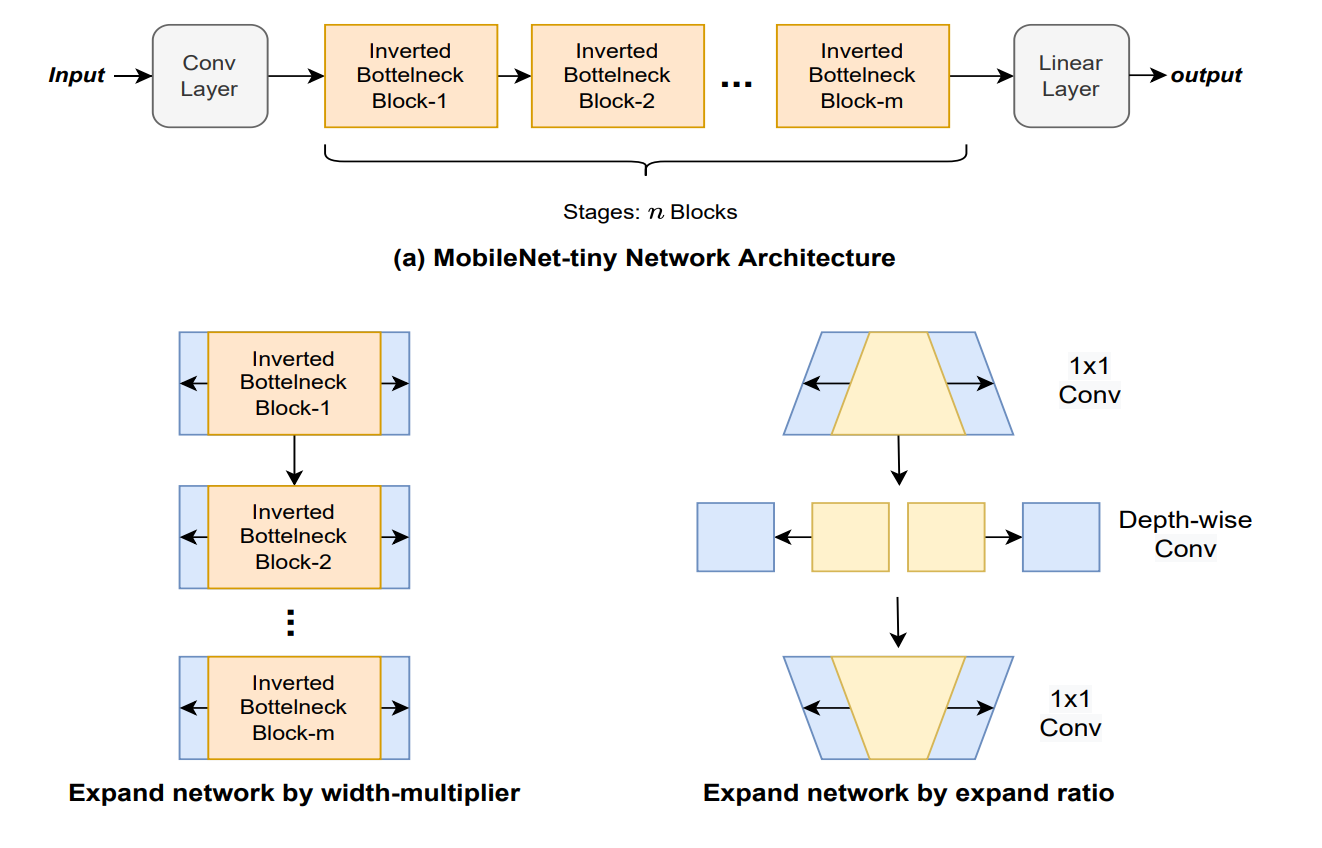 Input
Conv
Layer
Inverted
Bottelneck
Block-1
Inverted
Bottelneck
Block-2
...
Inverted
Bottelneck
Block-m
Linear
Layer
output
Stages: n Blocks
(a) MobileNet-tiny Network Architecture
Inverted
Bottelneck
Block-1
Inverted
Bottelneck
Block-2
...
Inverted
Bottelneck
Block-m
Expand network by width-multiplier
1x1
Conv
Depth-wise
Conv
1x1
Conv
Expand network by expand ratio